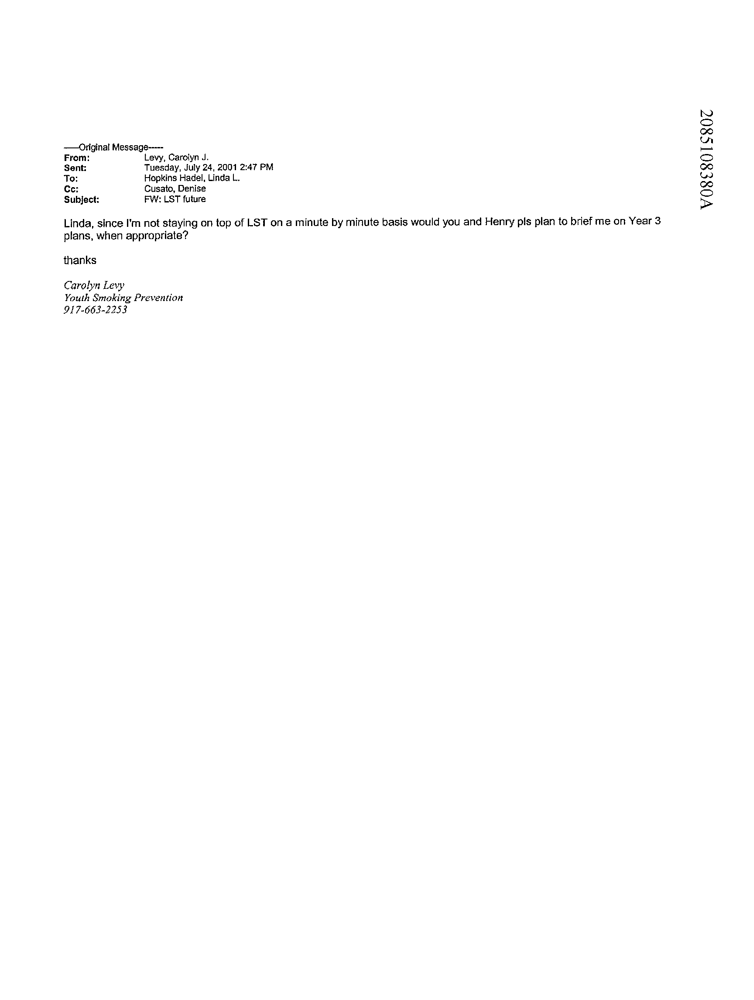 -----Original Message-----
From: Levy, Carolyn J.
Sent: Tuesday, July 24, 2001 2:47 PM
To: Hopkins Hadel, Linda L.
Cc: Cusato, Denise
Subject: FW: LST future
Linda, since I'm not staying on top of LST on a minute by minute basis would you and Henry pls plan to brief me on Year 3
plans, when appropriate?
thanks
Carolyn Levy
Youth Smoking Prevention
917-663-2253
2085108380A